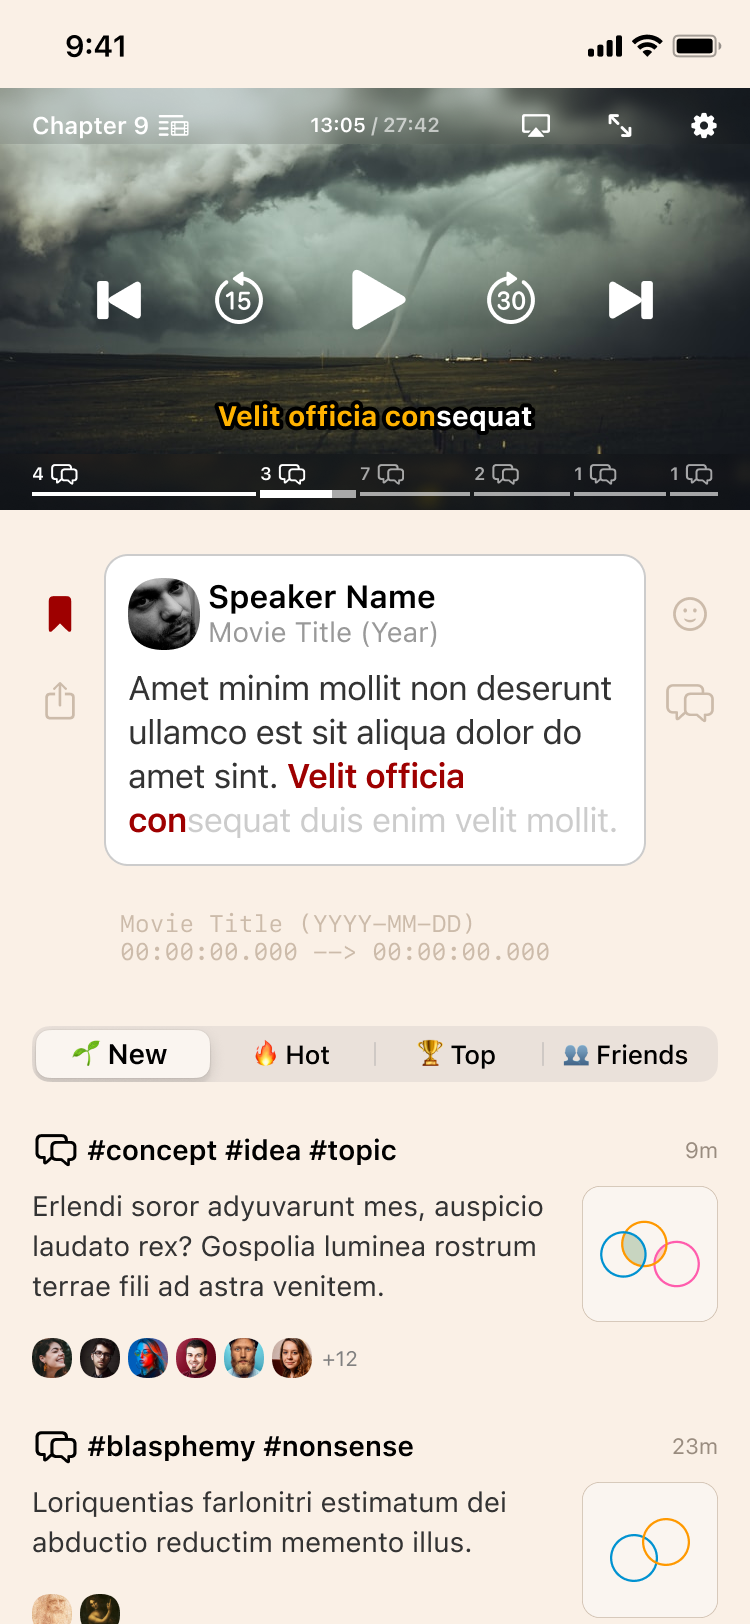 9:41
Chapter 9
13:05 / 27:42
15
30
Velit officia consequat
4
3
7
2
1
1
Speaker Name
Movie Title (Year)
Amet minim mollit non deserunt
ullamco est sit aliqua dolor do
amet sint. Velit officia
consequat duis enim velit mollit.
Movie Title (YYYY-MM-DD)
00:00:00.000 --> 00:00:00.000
New
Hot
Top
Friends
#concept #idea #topic
9m
Erlendi soror adyuvarunt mes, auspicio
laudato rex? Gospolia luminea rostrum
terrae fili ad astra venitem.
+12
#blasphemy #nonsense
23m
Loriquentias farlonitri estimatum dei
abductio reductim memento illus.